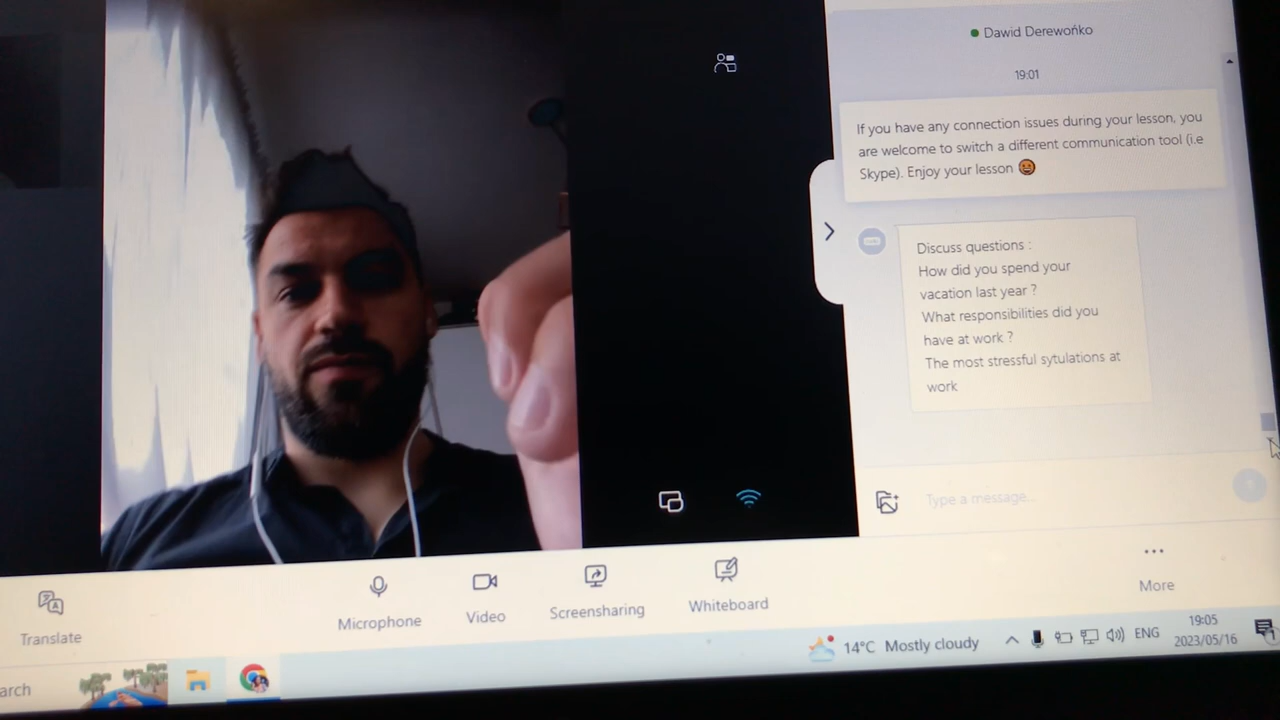 Dawid Derewońko
19:01
If you have any connection issues during your lesson, you
are welcome to switch a different communication tool (i.e
Skype). Enjoy your lesson 😄
Discuss questions :
How did you spend your
vacation last year ?
What responsibilities did you
have at work ?
The most stressful sytulations at
work
Type a message...
Translate
Microphone
Video
Screensharing
Whiteboard
More
arch
14°C Mostly cloudy
ENG
19:05
2023/05/16
1